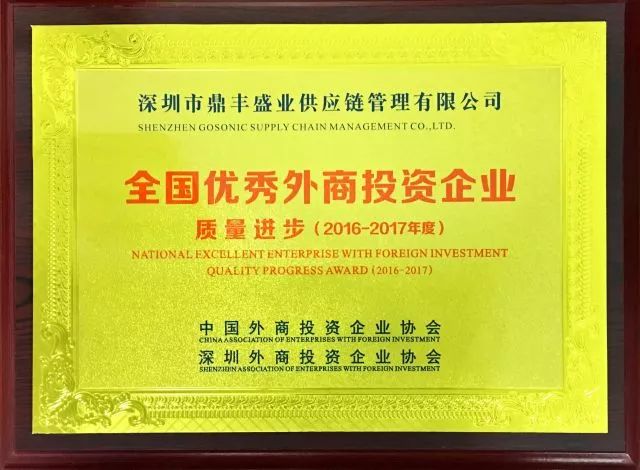 深圳市鼎丰盛业供应链管理有限公司
SHENZHEN GOSONIC SUPPLY CHAIN MANAGEMENT CO.,LTD.
全国优秀外商投资企业
质量进步（2016-2017年度）
NATIONAL EXCELLENT ENTERPRISE WITH FOREIGN INVESTMENT
QUALITY PROGRESS AWARD (2016-2017)
中国外商投资企业协会
CHINA ASSOCIATION OF ENTERPRISES WITH FOREIGN INVESTMENT
深圳外商投资企业协会
SHENZHEN ASSOCIATION OF ENTERPRISES WITH FOREIGN INVESTMENT